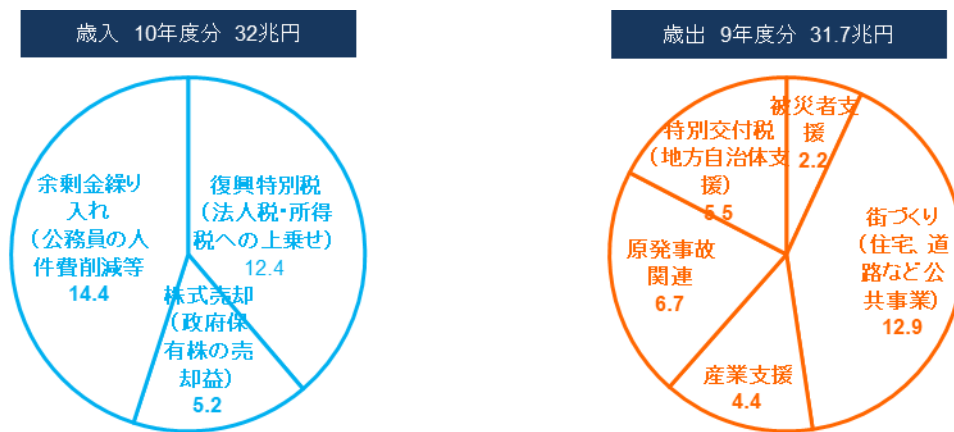 歳入 10年度分 32兆円
復興特別税
（法人税・所得
税への上乗せ）
12.4
株式売却
（政府保
有株の売
却益）
5.2
余剰金繰り
入れ
（公務員の人
件費削減等
14.4
歳出 9年度分 31.7兆円
被災者支
援
2.2
街づくり
（住宅、道
路など公
共事業）
12.9
産業支援
4.4
原発事故
関連
6.7
特別交付税
（地方自治体支
援）
5.5